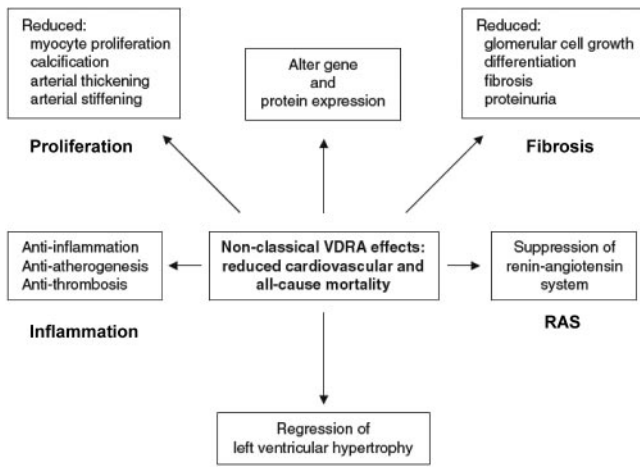 Reduced:
myocyte proliferation
calcification
arterial thickening
arterial stiffening
Proliferation
Alter gene
and
protein expression
Reduced:
glomerular cell growth
differentiation
fibrosis
proteinuria
Fibrosis
Anti-inflammation
Anti-atherogenesis
Anti-thrombosis
Inflammation
Non-classical VDRA effects:
reduced cardiovascular and
all-cause mortality
Suppression of
renin-angiotensin
system
RAS
Regression of
left ventricular hypertrophy